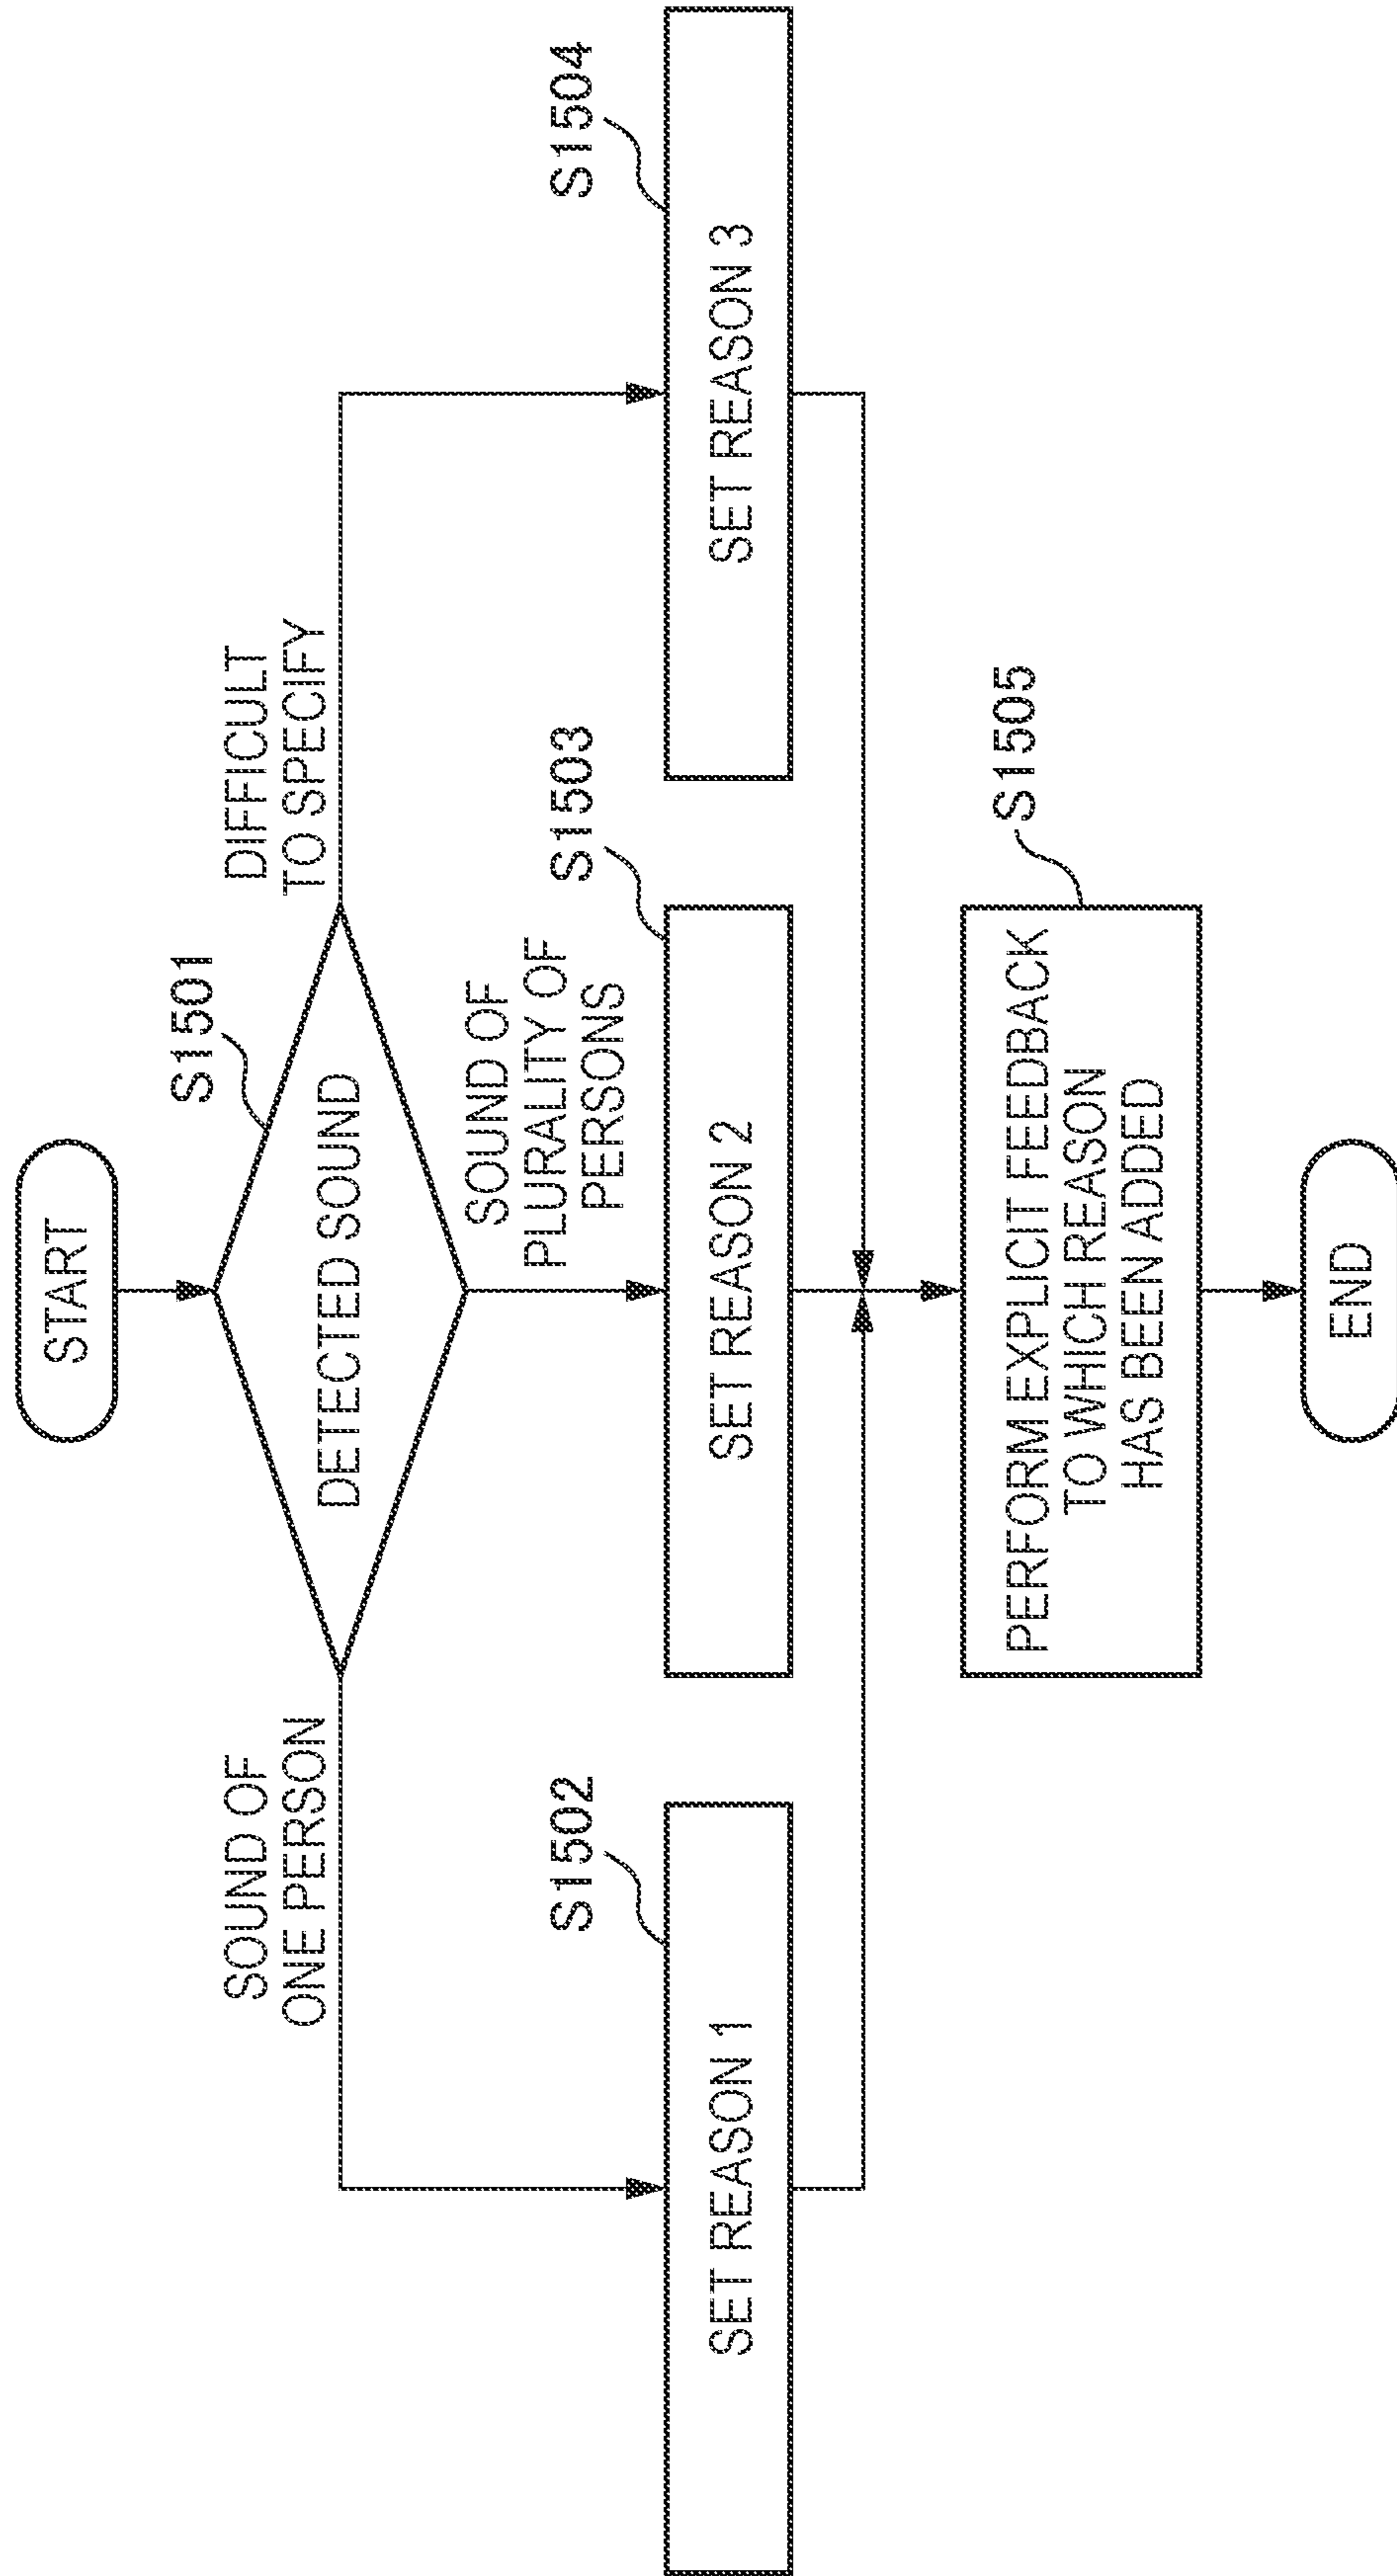 START
S1501
DETECTED SOUND
SOUND OF
ONE PERSON
DIFFICULT
TO SPECIFY
SOUND OF
PLURALITY OF
PERSONS
S1502
SET REASON 1
S1503
SET REASON 2
S1504
SET REASON 3
S1505
PERFORM EXPLICIT FEEDBACK
TO WHICH REASON
HAS BEEN ADDED
END